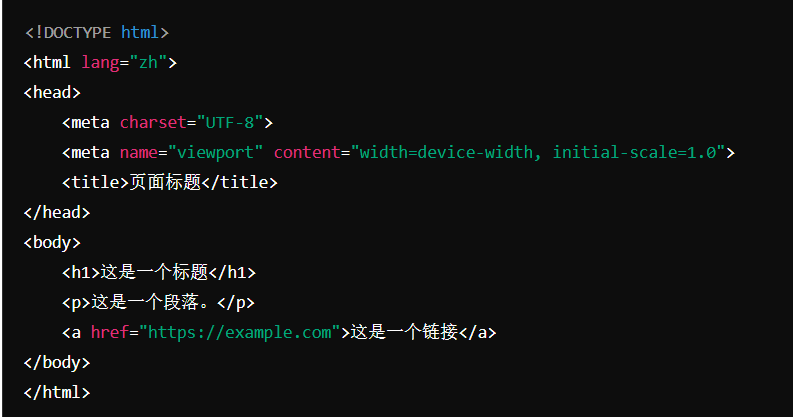 <!DOCTYPE html>
<html lang="zh">
<head>
    <meta charset="UTF-8">
    <meta name="viewport" content="width=device-width, initial-scale=1.0">
    <title>页面标题</title>
</head>
<body>
    <h1>这是一个标题</h1>
    <p>这是一个段落。</p>
    <a href="https://example.com">这是一个链接</a>
</body>
</html>